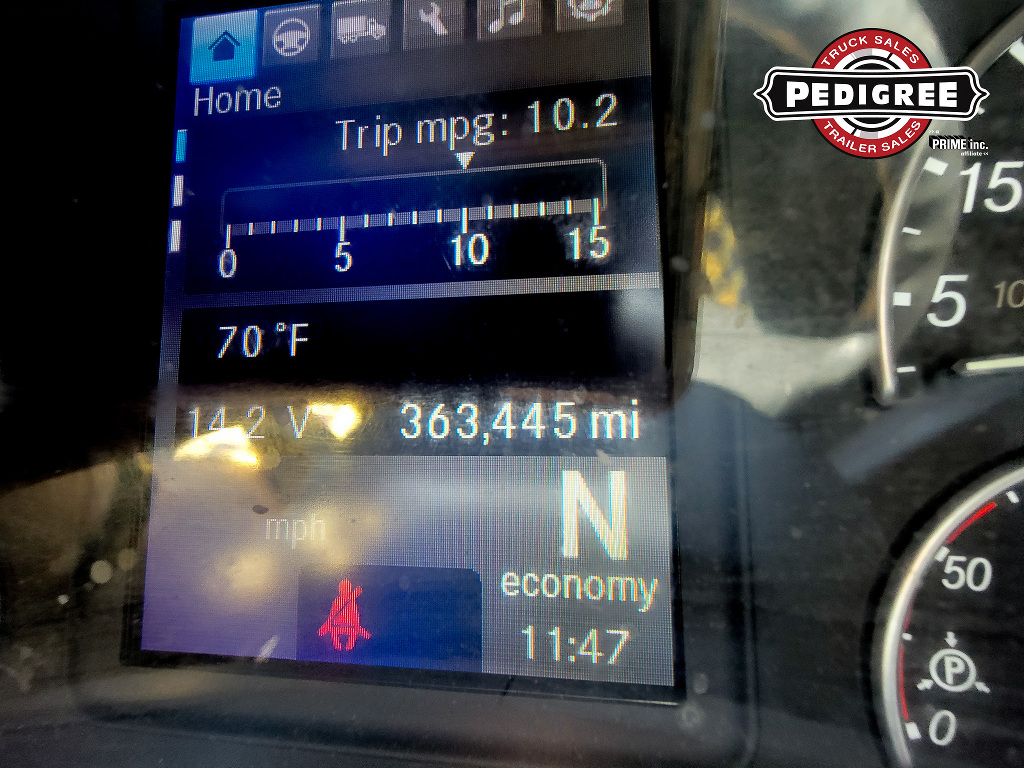 Home
Trip mpg: 10.2
0 5 10 15
70 °F
14.2 V 363,445 mi
N
mph
economy
11:47
TRUCK SALES
PEDIGREE
TRAILER SALES
PRIME inc.
affiliate <<
15
5 10
50
P
0